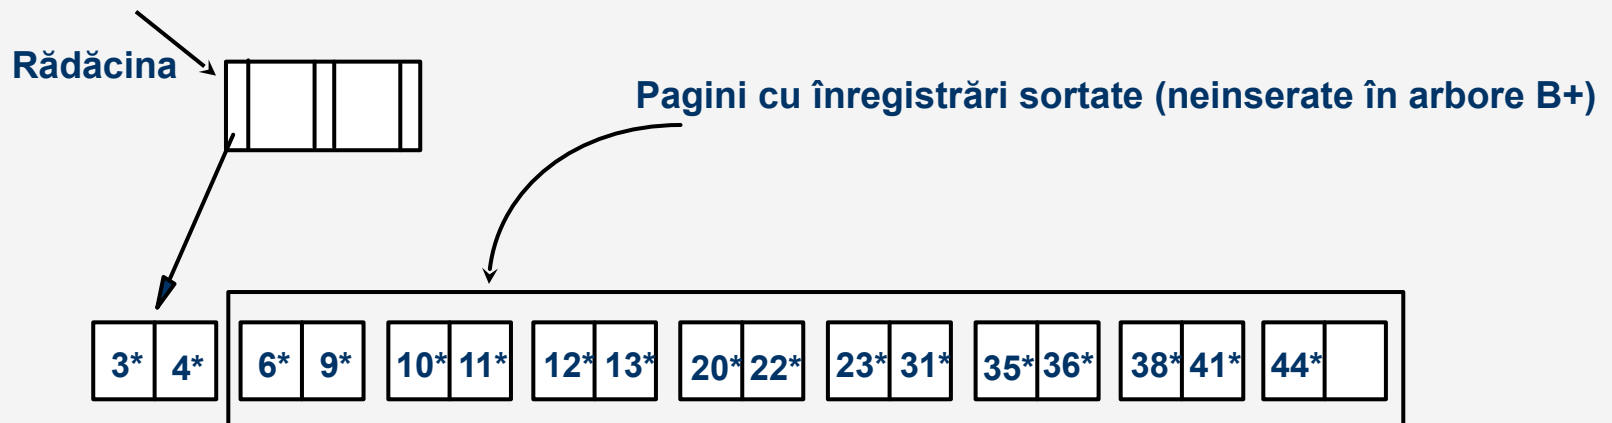 Rădăcina
Pagini cu înregistrări sortate (neinserate în arbore B+)
3* 4* 6* 9* 10* 11* 12* 13* 20* 22* 23* 31* 35* 36* 38* 41* 44*